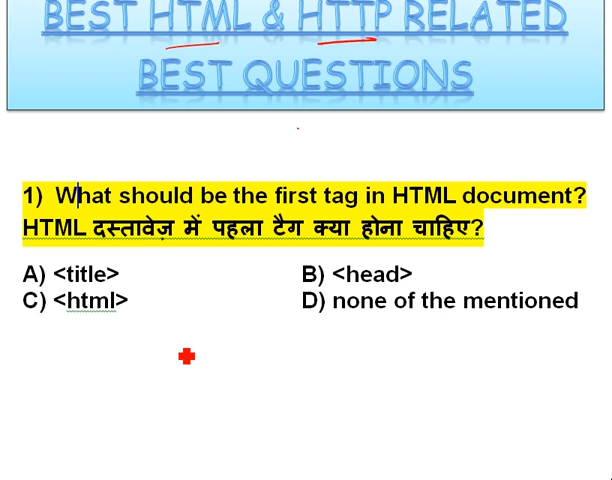 BEST HTML & HTTP RELATED
BEST QUESTIONS
1) What should be the first tag in HTML document?
HTML दस्तावेज़ में पहला टैग क्या होना चाहिए?
A) <title> B) <head>
C) <html> D) none of the mentioned